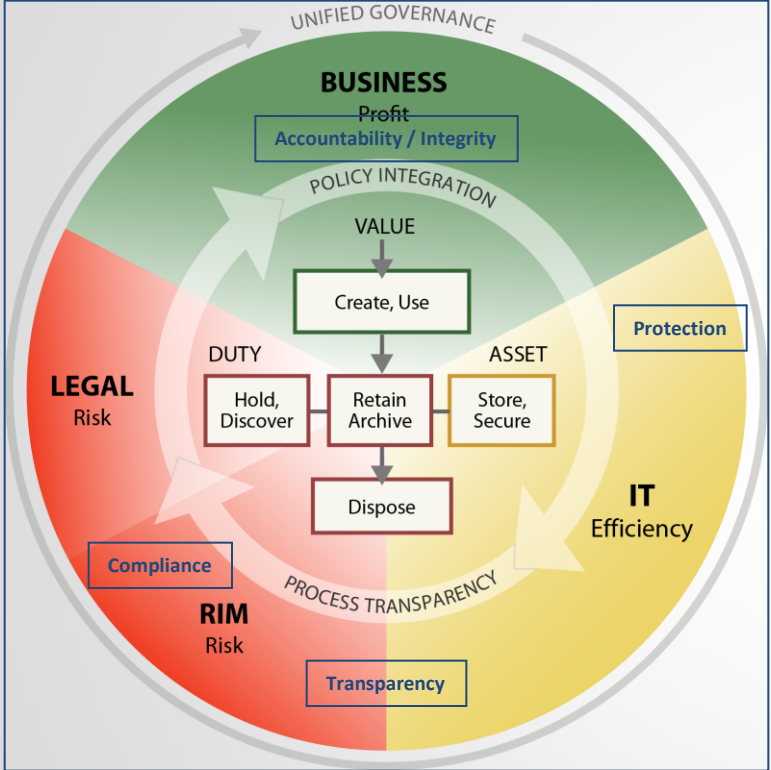 UNIFIED GOVERNANCE
BUSINESS
Profit
Accountability / Integrity
POLICY INTEGRATION
VALUE
Create, Use
Protection
DUTY
ASSET
LEGAL
Risk
Hold,
Discover
Retain
Archive
Store,
Secure
Dispose
IT
Efficiency
Compliance
PROCESS TRANSPARENCY
RIM
Risk
Transparency